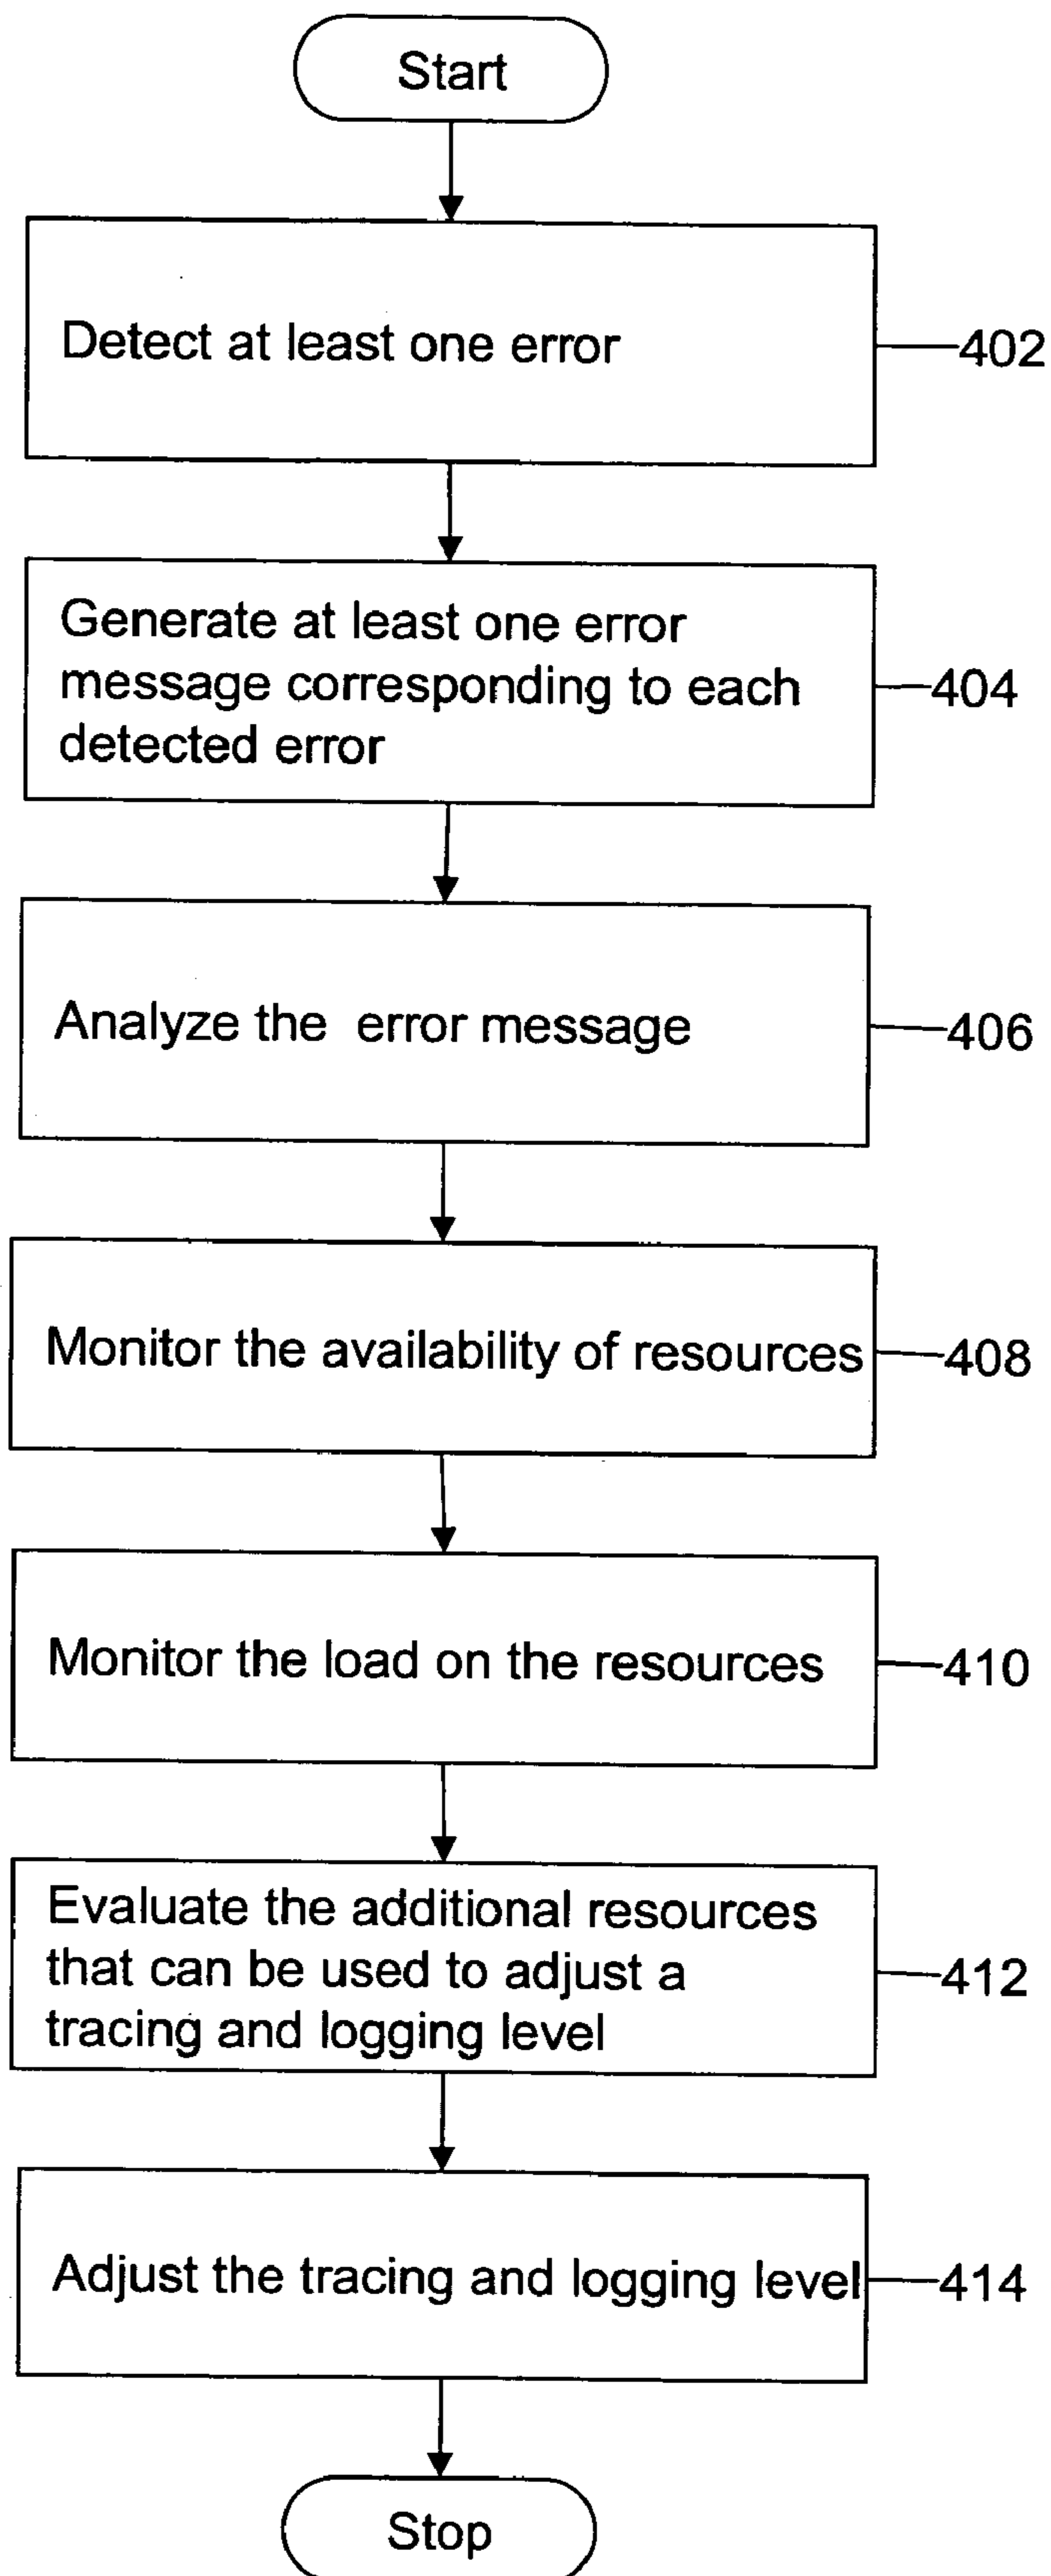 Start
Detect at least one error
402
Generate at least one error
message corresponding to each
detected error
404
Analyze the error message
406
Monitor the availability of resources
408
Monitor the load on the resources
410
Evaluate the additional resources
that can be used to adjust a
tracing and logging level
412
Adjust the tracing and logging level
414
Stop